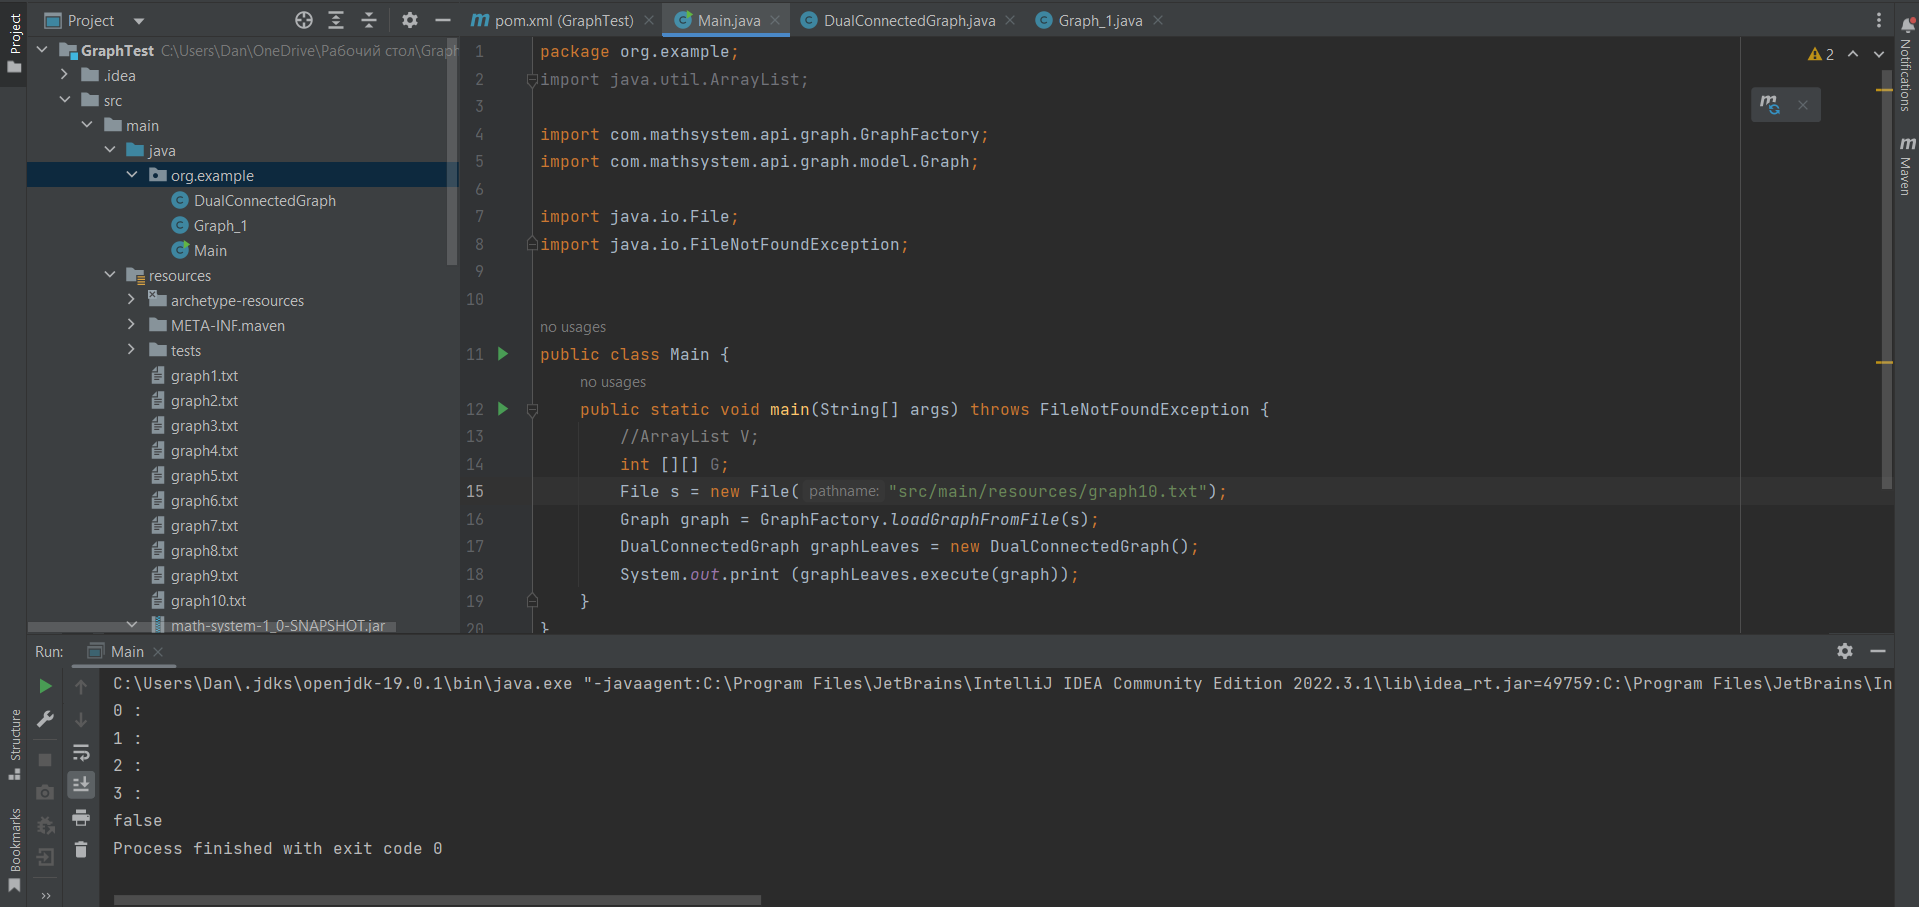 Project
pom.xml (GraphTest)
Main.java
DualConnectedGraph.java
Graph_1.java
Project
Notifications
Maven
GraphTest C:\Users\Dan\OneDrive\Рабочий стол\Graph
.idea
src
main
java
org.example
DualConnectedGraph
Graph_1
Main
resources
archetype-resources
META-INF.maven
tests
graph1.txt
graph2.txt
graph3.txt
graph4.txt
graph5.txt
graph6.txt
graph7.txt
graph8.txt
graph9.txt
graph10.txt
math-system-1_0-SNAPSHOT.jar
2
1 package org.example;
2 import java.util.ArrayList;
3
4 import com.mathsystem.api.graph.GraphFactory;
5 import com.mathsystem.api.graph.model.Graph;
6
7 import java.io.File;
8 import java.io.FileNotFoundException;
9
10
no usages
11 public class Main {
no usages
12 public static void main(String[] args) throws FileNotFoundException {
13 //ArrayList V;
14 int [][] G;
15 File s = new File( pathname: "src/main/resources/graph10.txt");
16 Graph graph = GraphFactory.loadGraphFromFile(s);
17 DualConnectedGraph graphLeaves = new DualConnectedGraph();
18 System.out.print (graphLeaves.execute(graph));
19 }
20 }
Run: Main
Structure
Bookmarks
C:\Users\Dan\.jdks\openjdk-19.0.1\bin\java.exe "-javaagent:C:\Program Files\JetBrains\IntelliJ IDEA Community Edition 2022.3.1\lib\idea_rt.jar=49759:C:\Program Files\JetBrains\In
0 :
1 :
2 :
3 :
false
Process finished with exit code 0